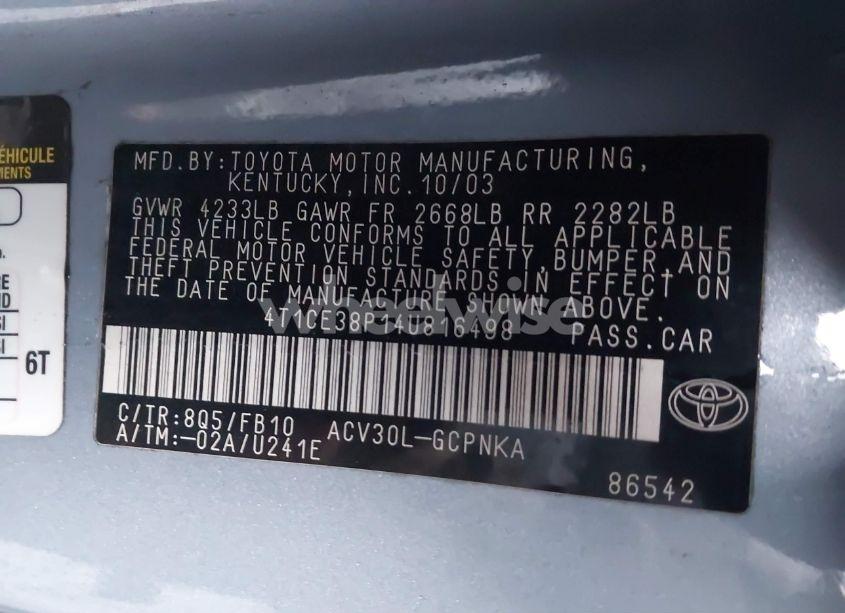 ÉHICULE
MENTS
6T
MFD.BY:TOYOTA MOTOR MANUFACTURING,
KENTUCKY,INC.10/03
GVWR 4233LB GAWR FR 2668LB RR 2282LB
THIS VEHICLE CONFORMS TO ALL APPLICABLE
FEDERAL MOTOR VEHICLE SAFETY,BUMPER,AND
THEFT PREVENTION STANDARDS IN EFFECT ON
THE DATE OF MANUFACTURE SHOWN ABOVE.
4T1CE38P14U816498 PASS.CAR
C/TR:8Q5/FB10 ACV30L-GCPNKA
A/TM:-02A/U241E
86542